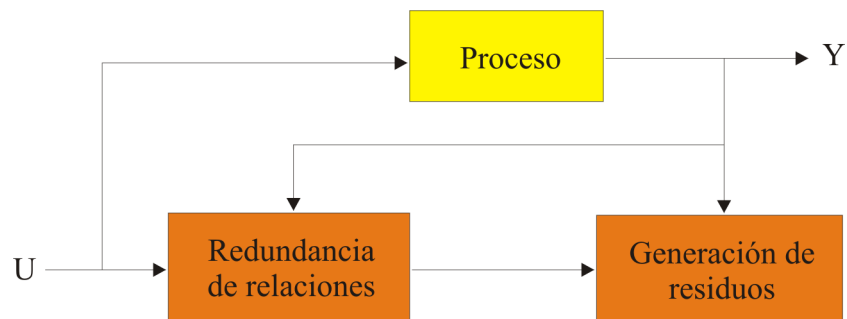 Proceso
Y
U
Redundancia
de relaciones
Generación de
residuos